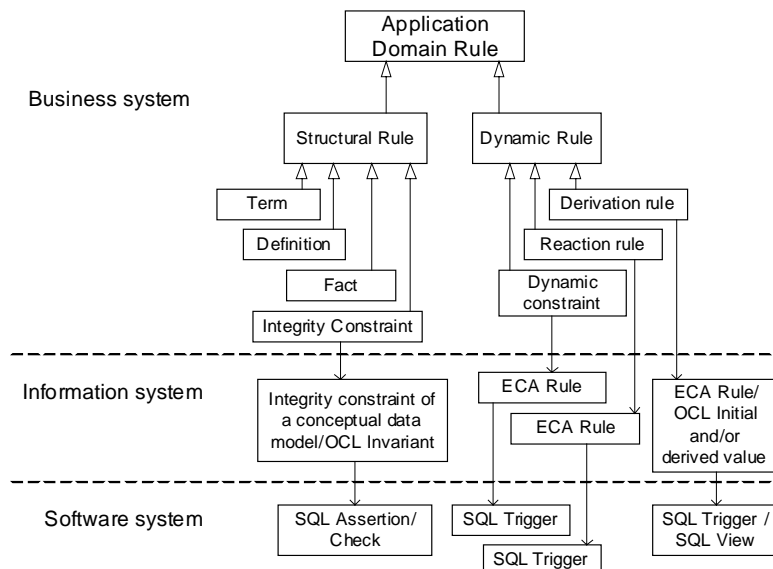 Application
Domain Rule
Business system
Structural Rule
Dynamic Rule
Term
Derivation rule
Definition
Reaction rule
Fact
Dynamic
constraint
Integrity Constraint
Information system
Integrity constraint of
a conceptual data
model/OCL Invariant
ECA Rule
ECA Rule
ECA Rule/
OCL Initial
and/or
derived value
Software system
SQL Assertion/
Check
SQL Trigger
SQL Trigger
SQL Trigger /
SQL View